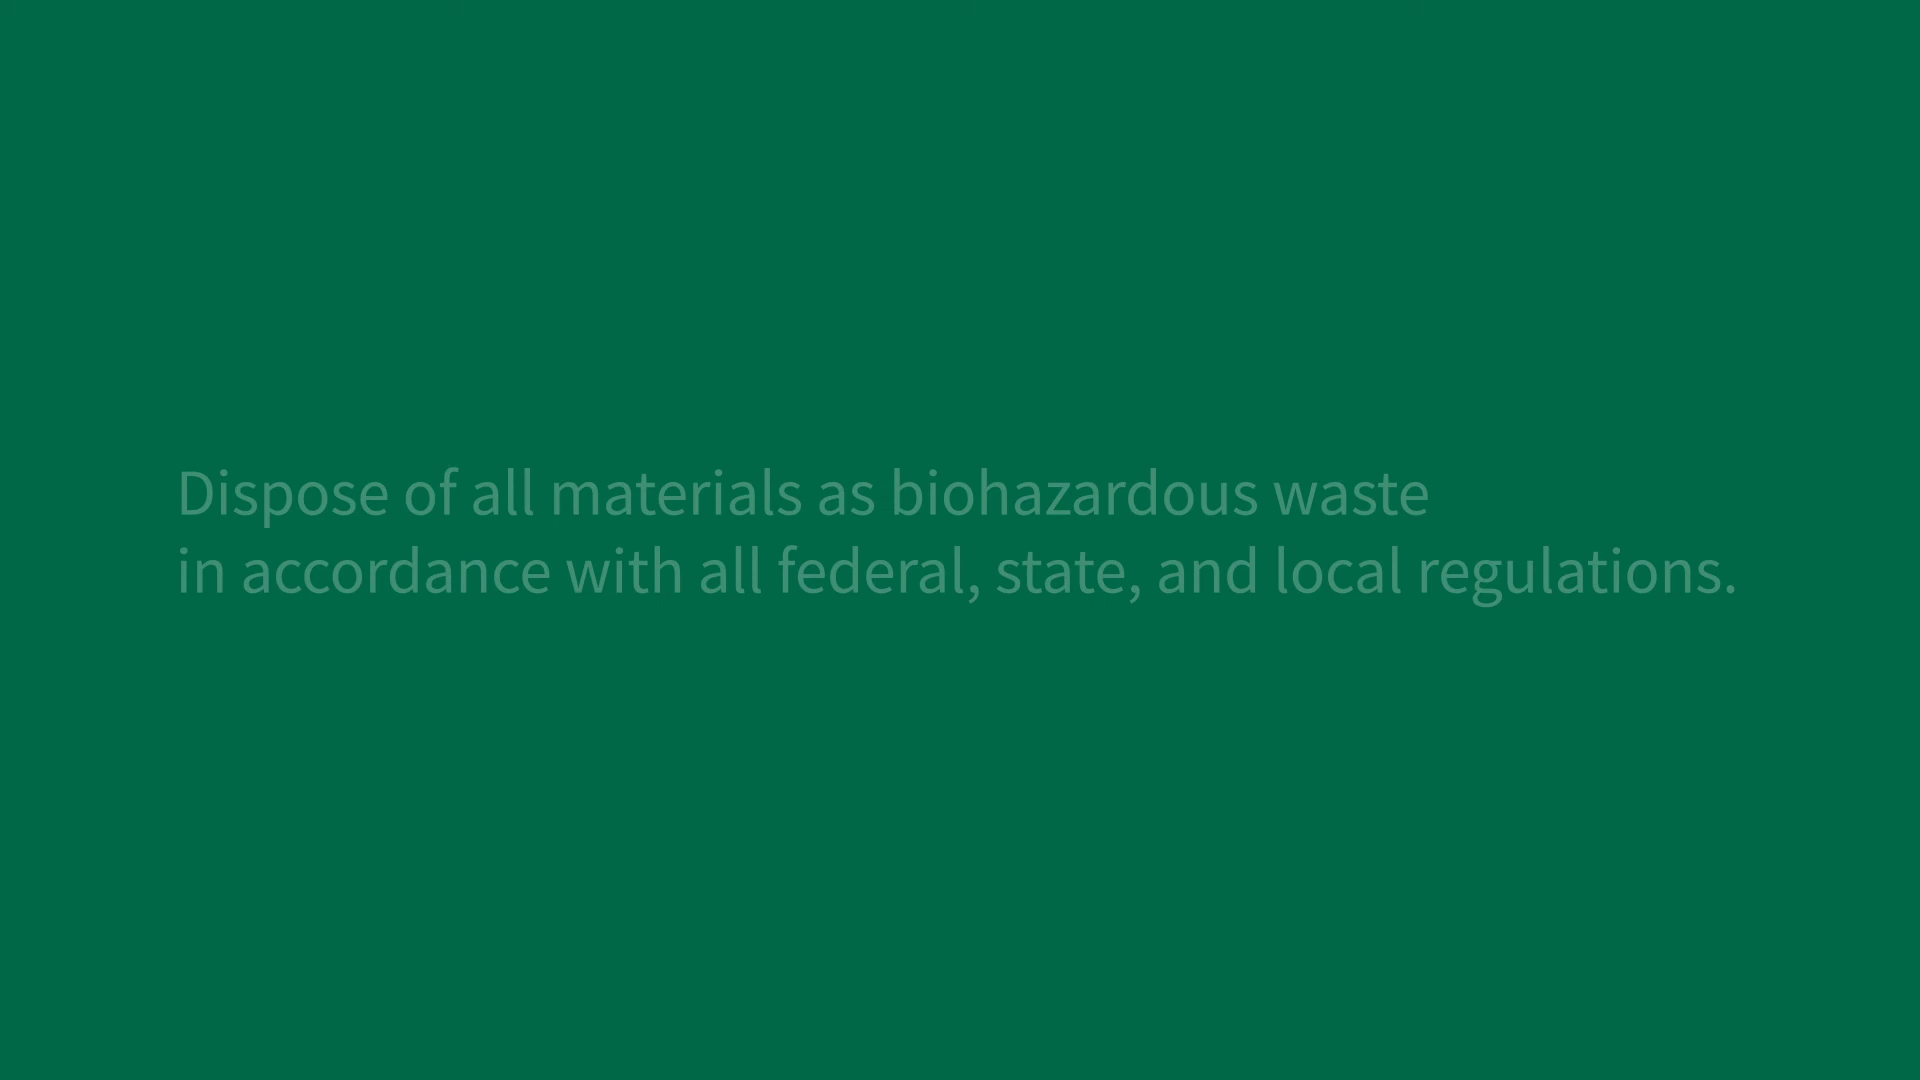 Dispose of all materials as biohazardous waste
in accordance with all federal, state, and local regulations.